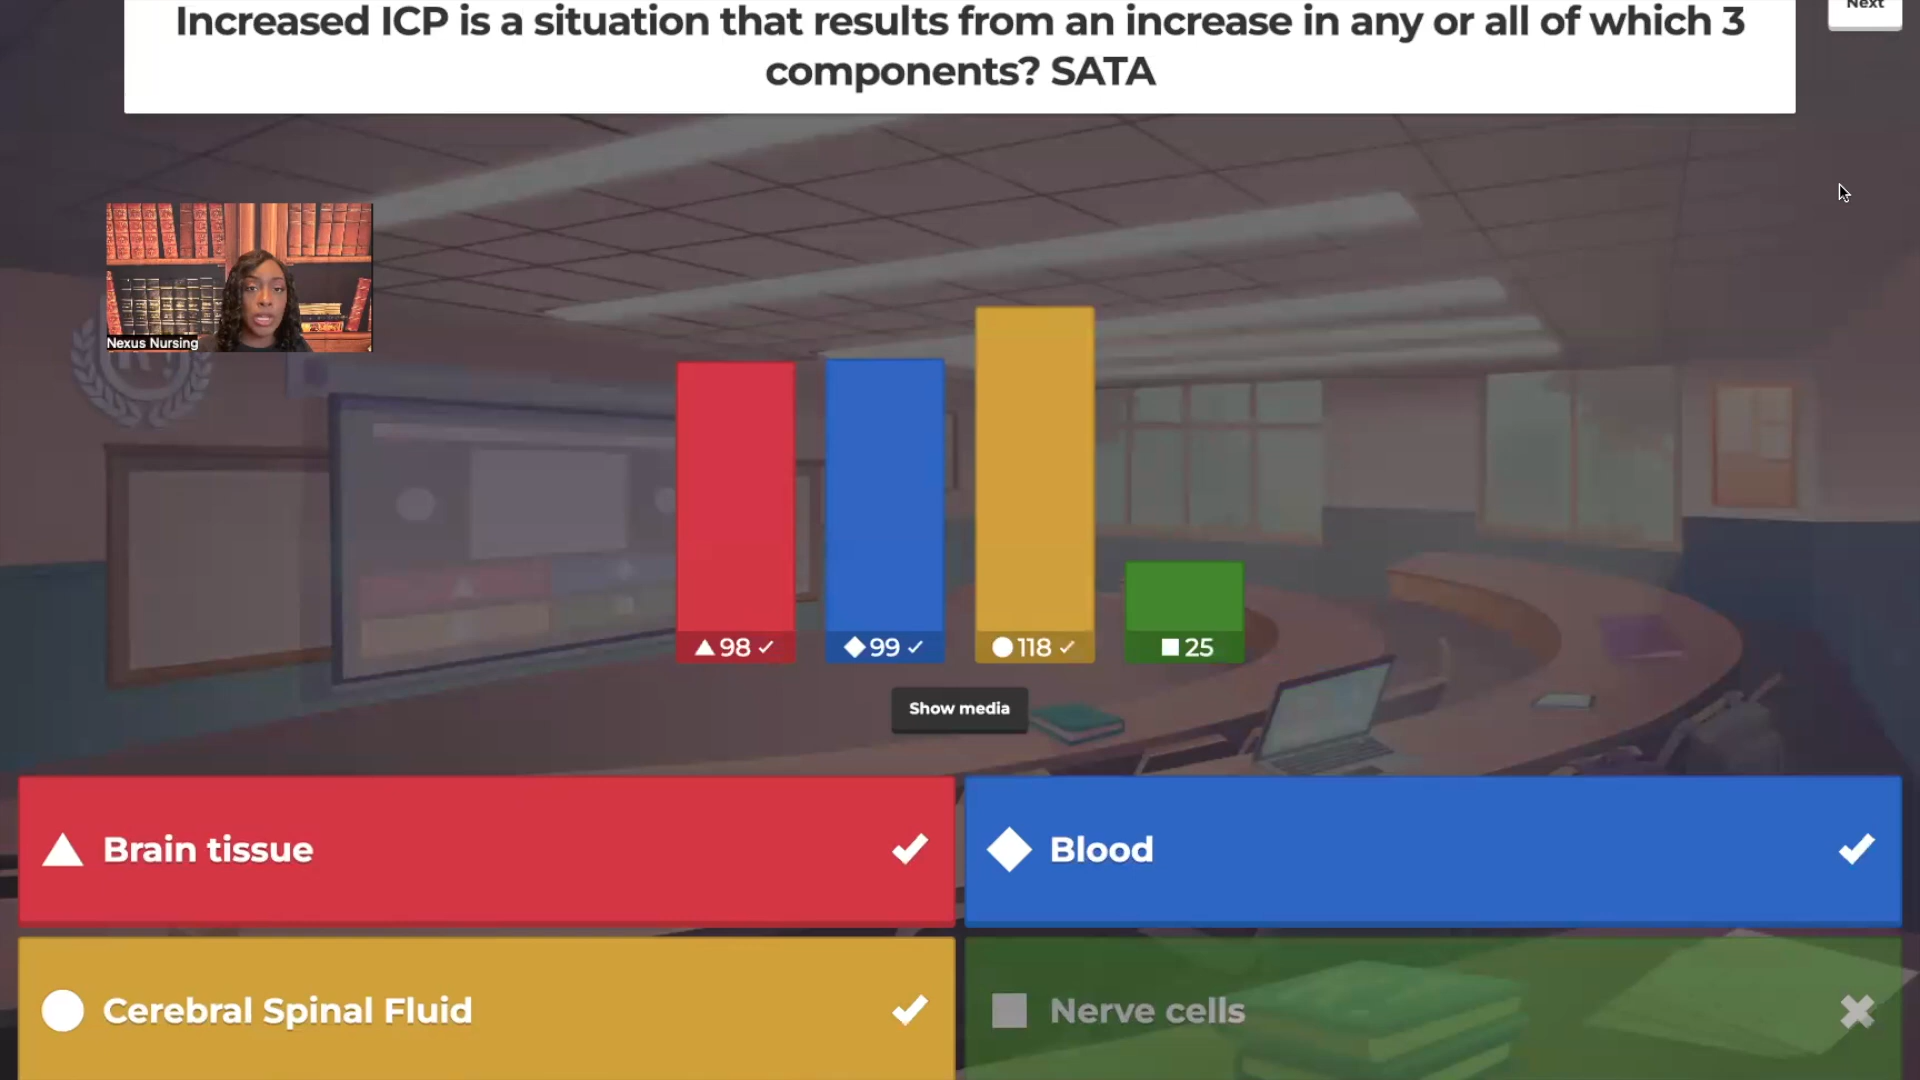 Increased ICP is a situation that results from an increase in any or all of which 3
components? SATA
Next
Nexus Nursing
98
99
118
25
Show media
Brain tissue
Blood
Cerebral Spinal Fluid
Nerve cells